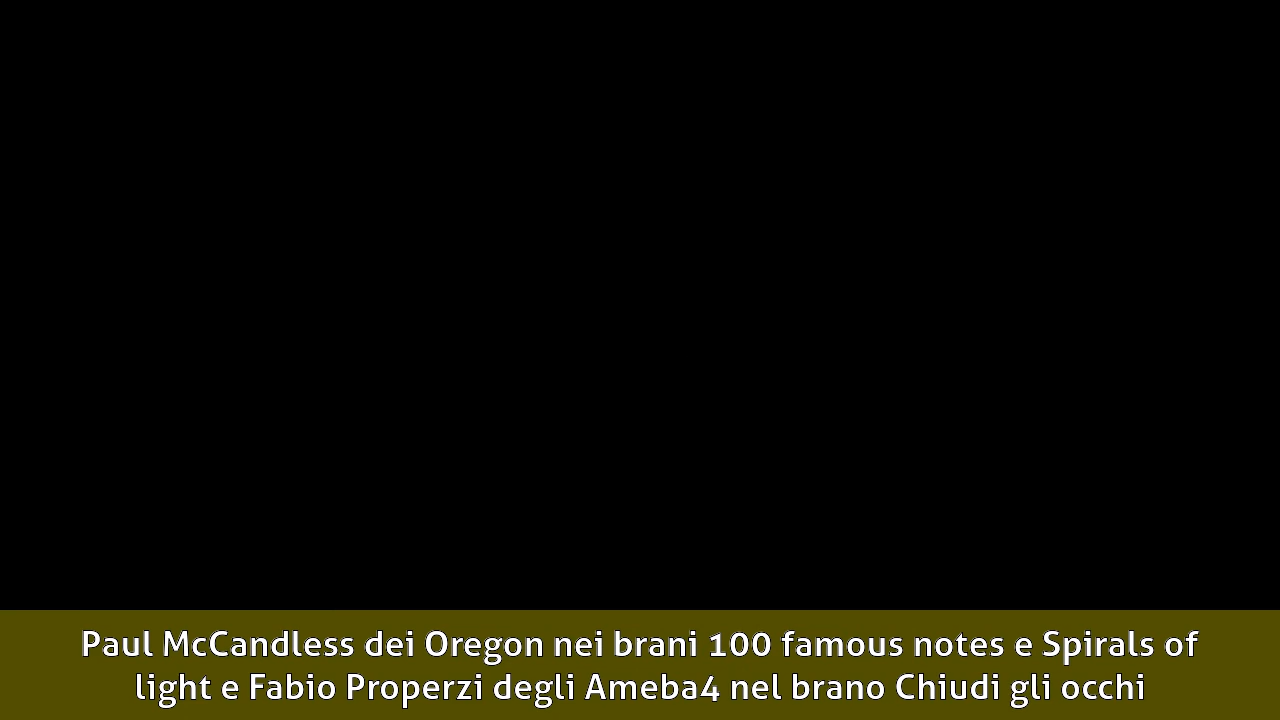 Paul McCandless dei Oregon nei brani 100 famous notes e Spirals of
light e Fabio Properzi degli Ameba4 nel brano Chiudi gli occhi